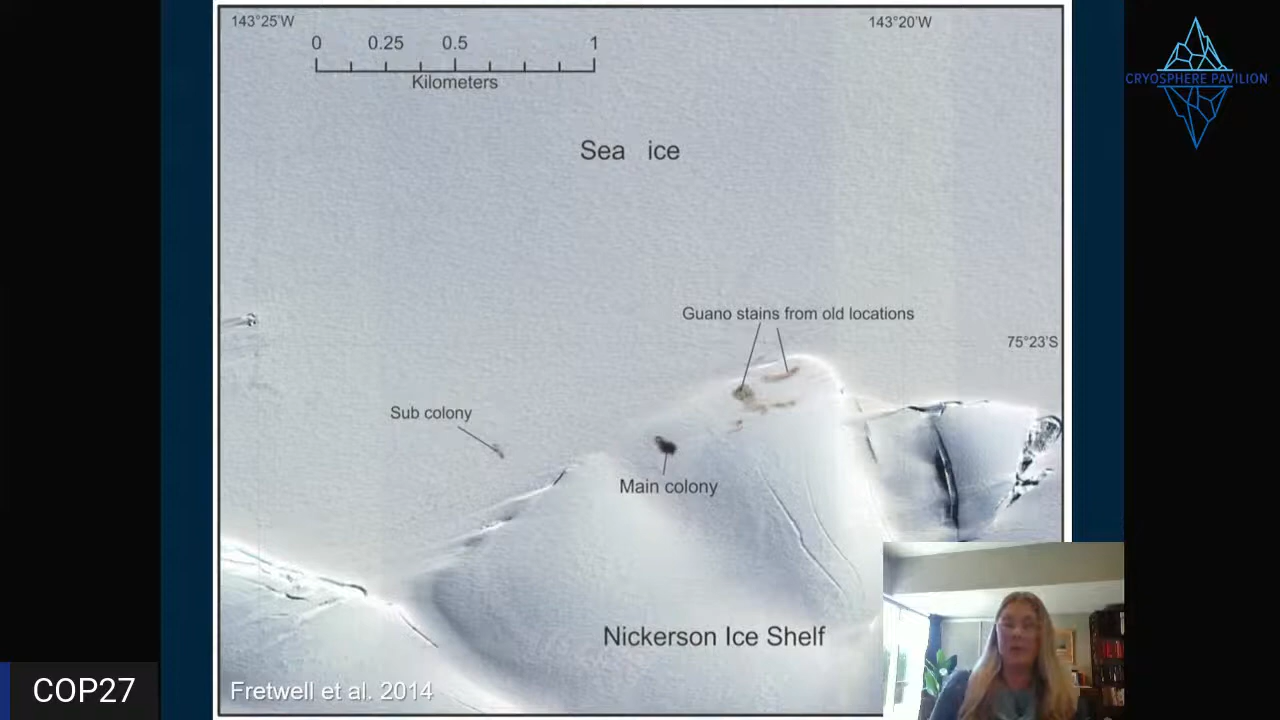 143°25'W
143°20'W
0 0.25 0.5 1
Kilometers
CRYOSPHERE PAVILION
Sea ice
Guano stains from old locations
75°23'S
Sub colony
Main colony
Nickerson Ice Shelf
COP27
Fretwell et al. 2014